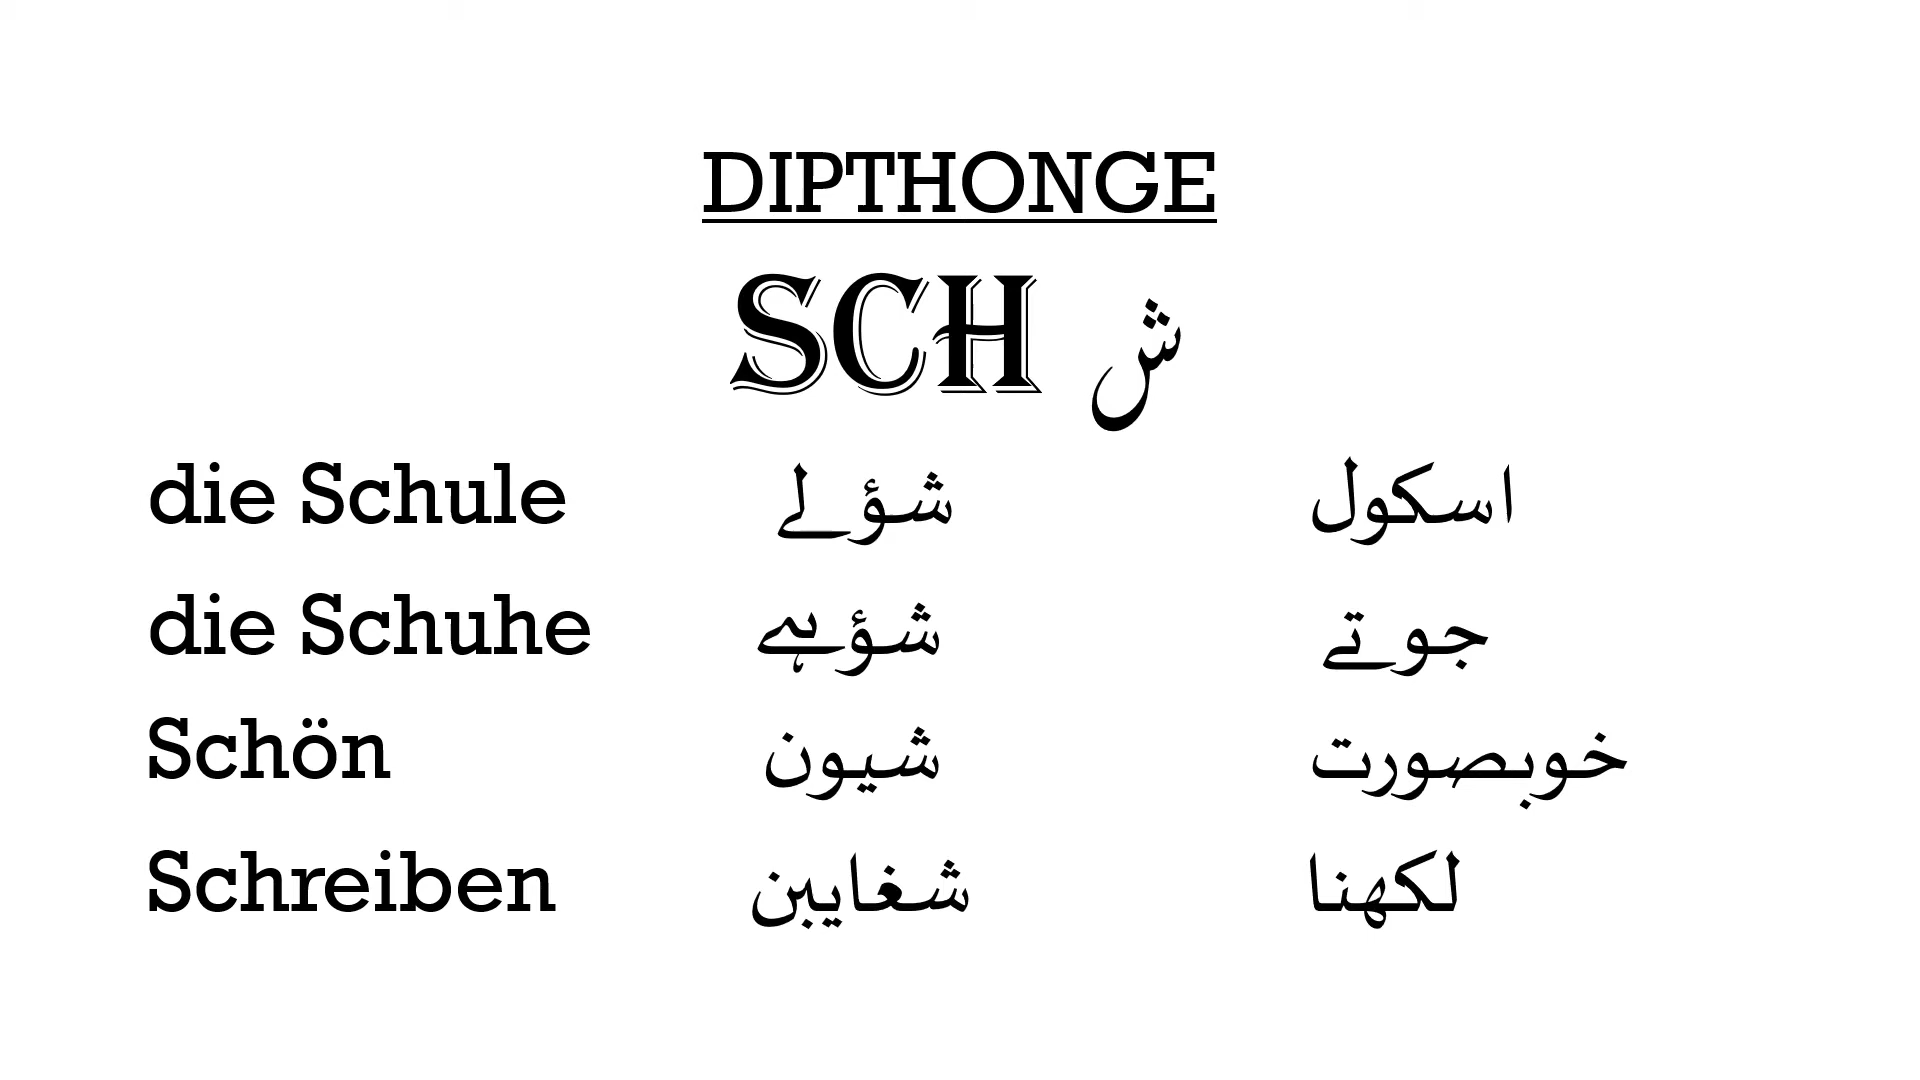 DIPTHONGE
SCH ش
die Schule شؤلے اسکول
die Schuhe شؤہے جوتے
Schön شیون خوبصورت
Schreiben شغایبن لکھنا